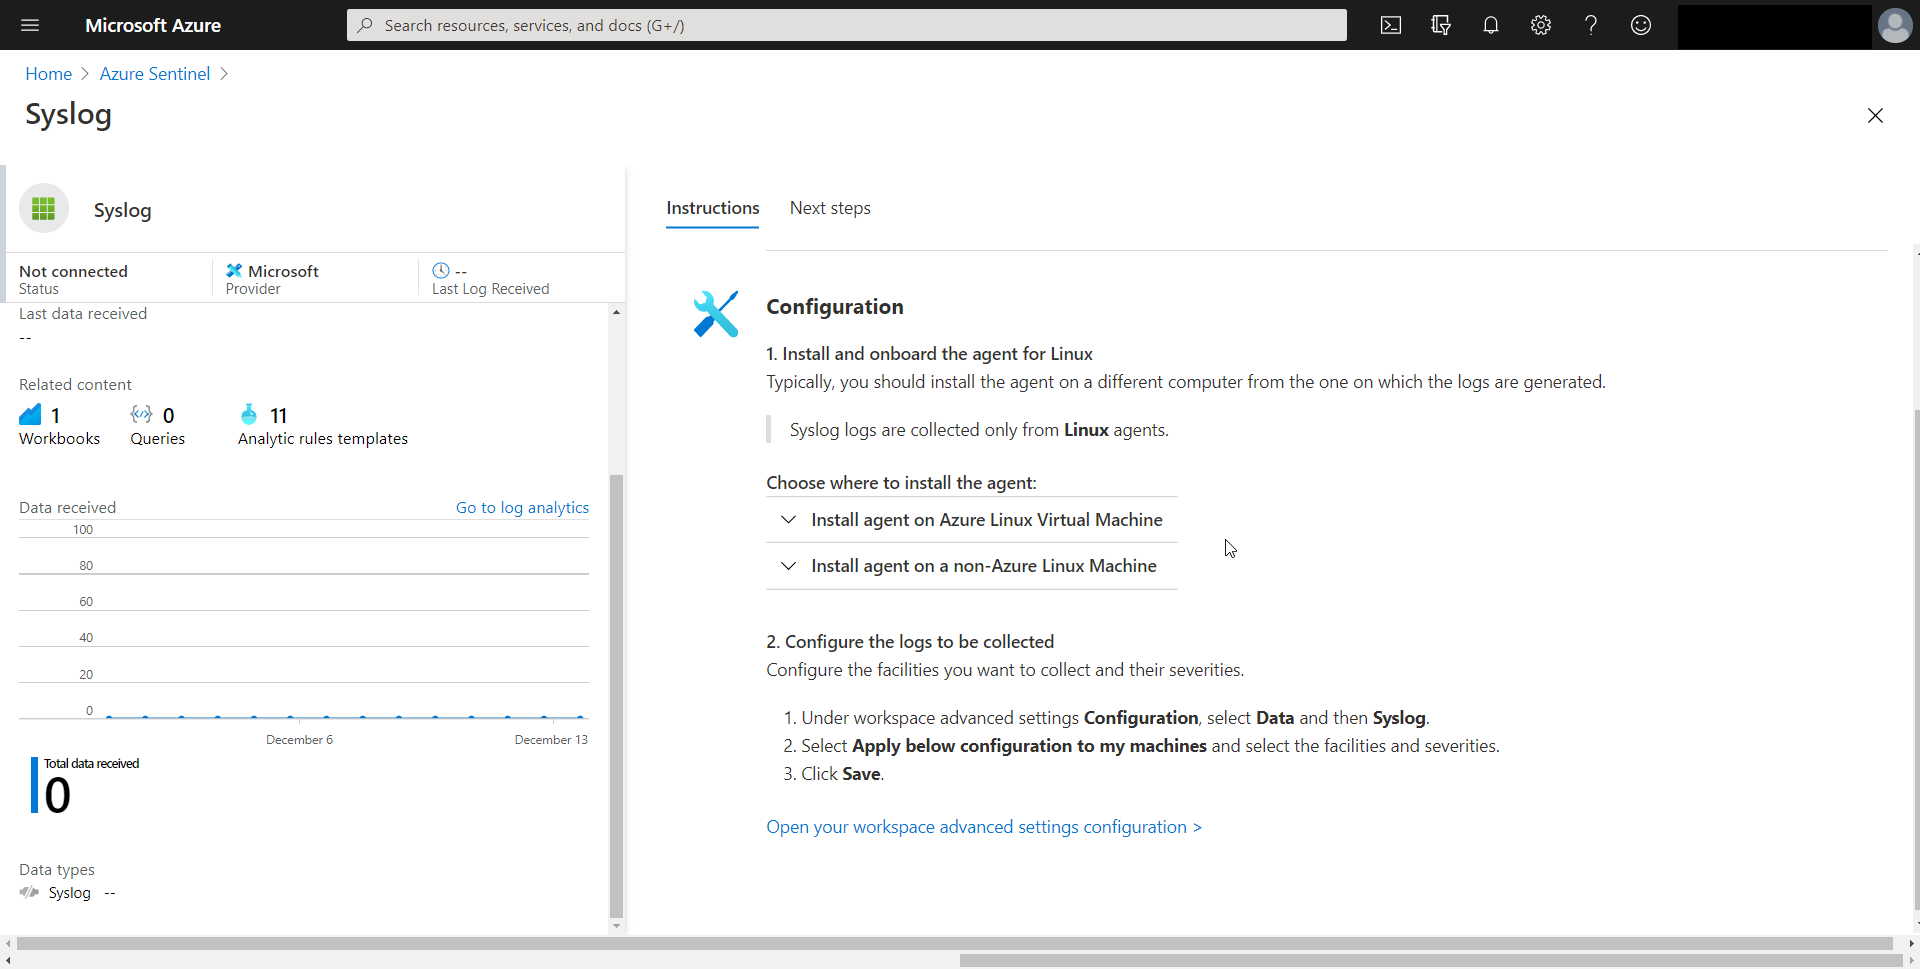 Microsoft Azure
Search resources, services, and docs (G+/)
Home > Azure Sentinel >
Syslog
Syslog
Not connected
Status
Microsoft
Provider
--
Last Log Received
Last data received
--
Related content
1
Workbooks
0
Queries
11
Analytic rules templates
Data received
Go to log analytics
100
80
60
40
20
0
December 6
December 13
Total data received
0
Data types
Syslog --
Instructions
Next steps
Configuration
1. Install and onboard the agent for Linux
Typically, you should install the agent on a different computer from the one on which the logs are generated.
Syslog logs are collected only from Linux agents.
Choose where to install the agent:
Install agent on Azure Linux Virtual Machine
Install agent on a non-Azure Linux Machine
2. Configure the logs to be collected
Configure the facilities you want to collect and their severities.
1. Under workspace advanced settings Configuration, select Data and then Syslog.
2. Select Apply below configuration to my machines and select the facilities and severities.
3. Click Save.
Open your workspace advanced settings configuration >